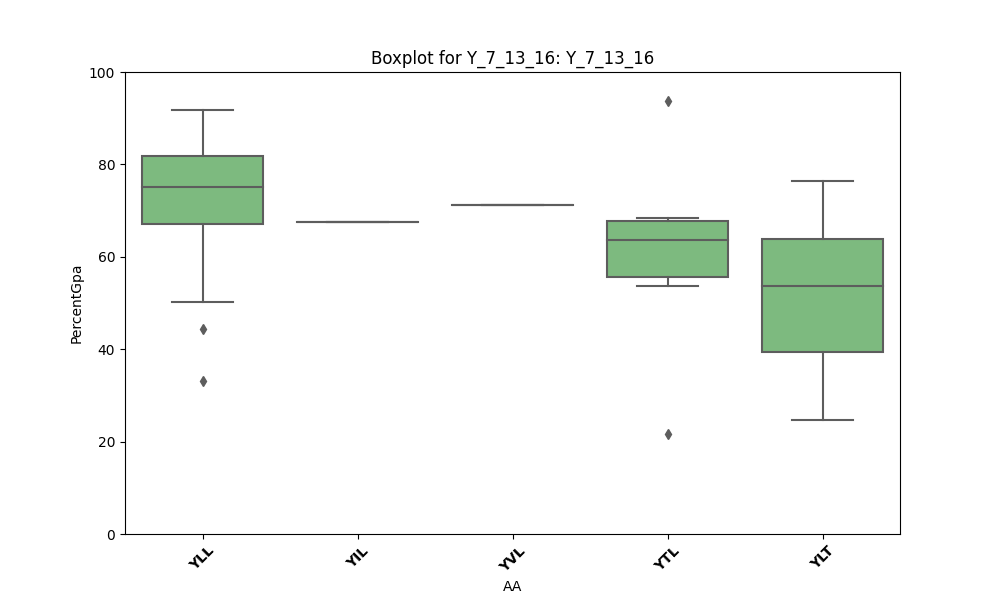 Boxplot for Y_7_13_16: Y_7_13_16
100
80
60
40
20
0
PercentGpa
YLL
YIL
YVL
YTL
YLT
AA